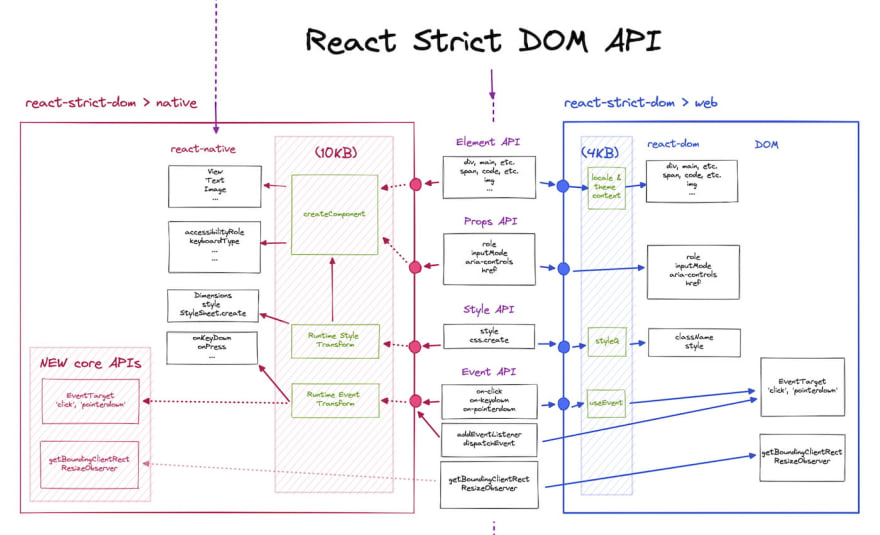 React Strict DOM API
react-strict-dom > native
react-native
(10KB)
View
Text
Image
...
createComponent
accessibilityRole
keyboardType
...
...
Dimensions
style
StyleSheet.create
onKeyDown
onPress
...
Runtime Style
Transform
Runtime Event
Transform
NEW core APIs
EventTarget
'click', 'pointerdown'
getBoundingClientRect
ResizeObserver
Element API
div, main, etc.
span, code, etc.
img
...
Props API
role
inputMode
aria-controls
href
Style API
style
css.create
Event API
on-click
on-keydown
on-pointerdown
addEventListener
dispatchEvent
getBoundingClientRect
ResizeObserver
react-strict-dom > web
(4KB)
react-dom
DOM
locale &
theme
context
div, main, etc.
span, code, etc.
img
...
role
inputMode
aria-controls
href
styleQ
className
style
useEvent
EventTarget
'click', 'pointerdown'
getBoundingClientRect
ResizeObserver